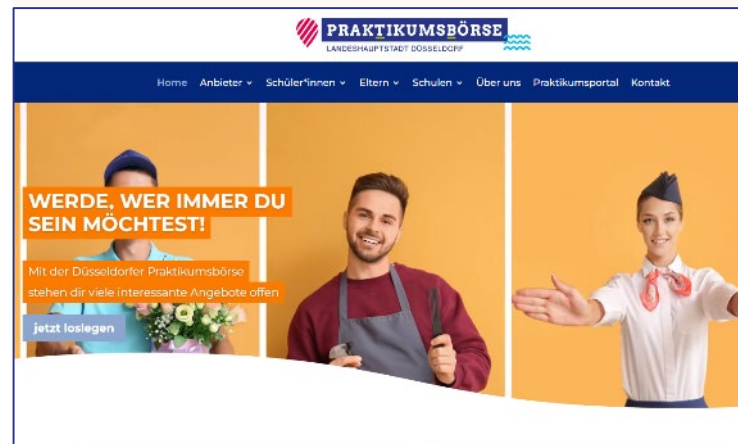 PRAKTIKUMSBÖRSE
LANDESHAUPTSTADT DÜSSELDORF
Home Anbieter Schüler*innen Eltern Schulen Über uns Praktikumsportal Kontakt
WERDE, WER IMMER DU
SEIN MÖCHTEST!
Mit der Düsseldorfer Praktikumsbörse
stehen dir viele interessante Angebote offen
jetzt loslegen